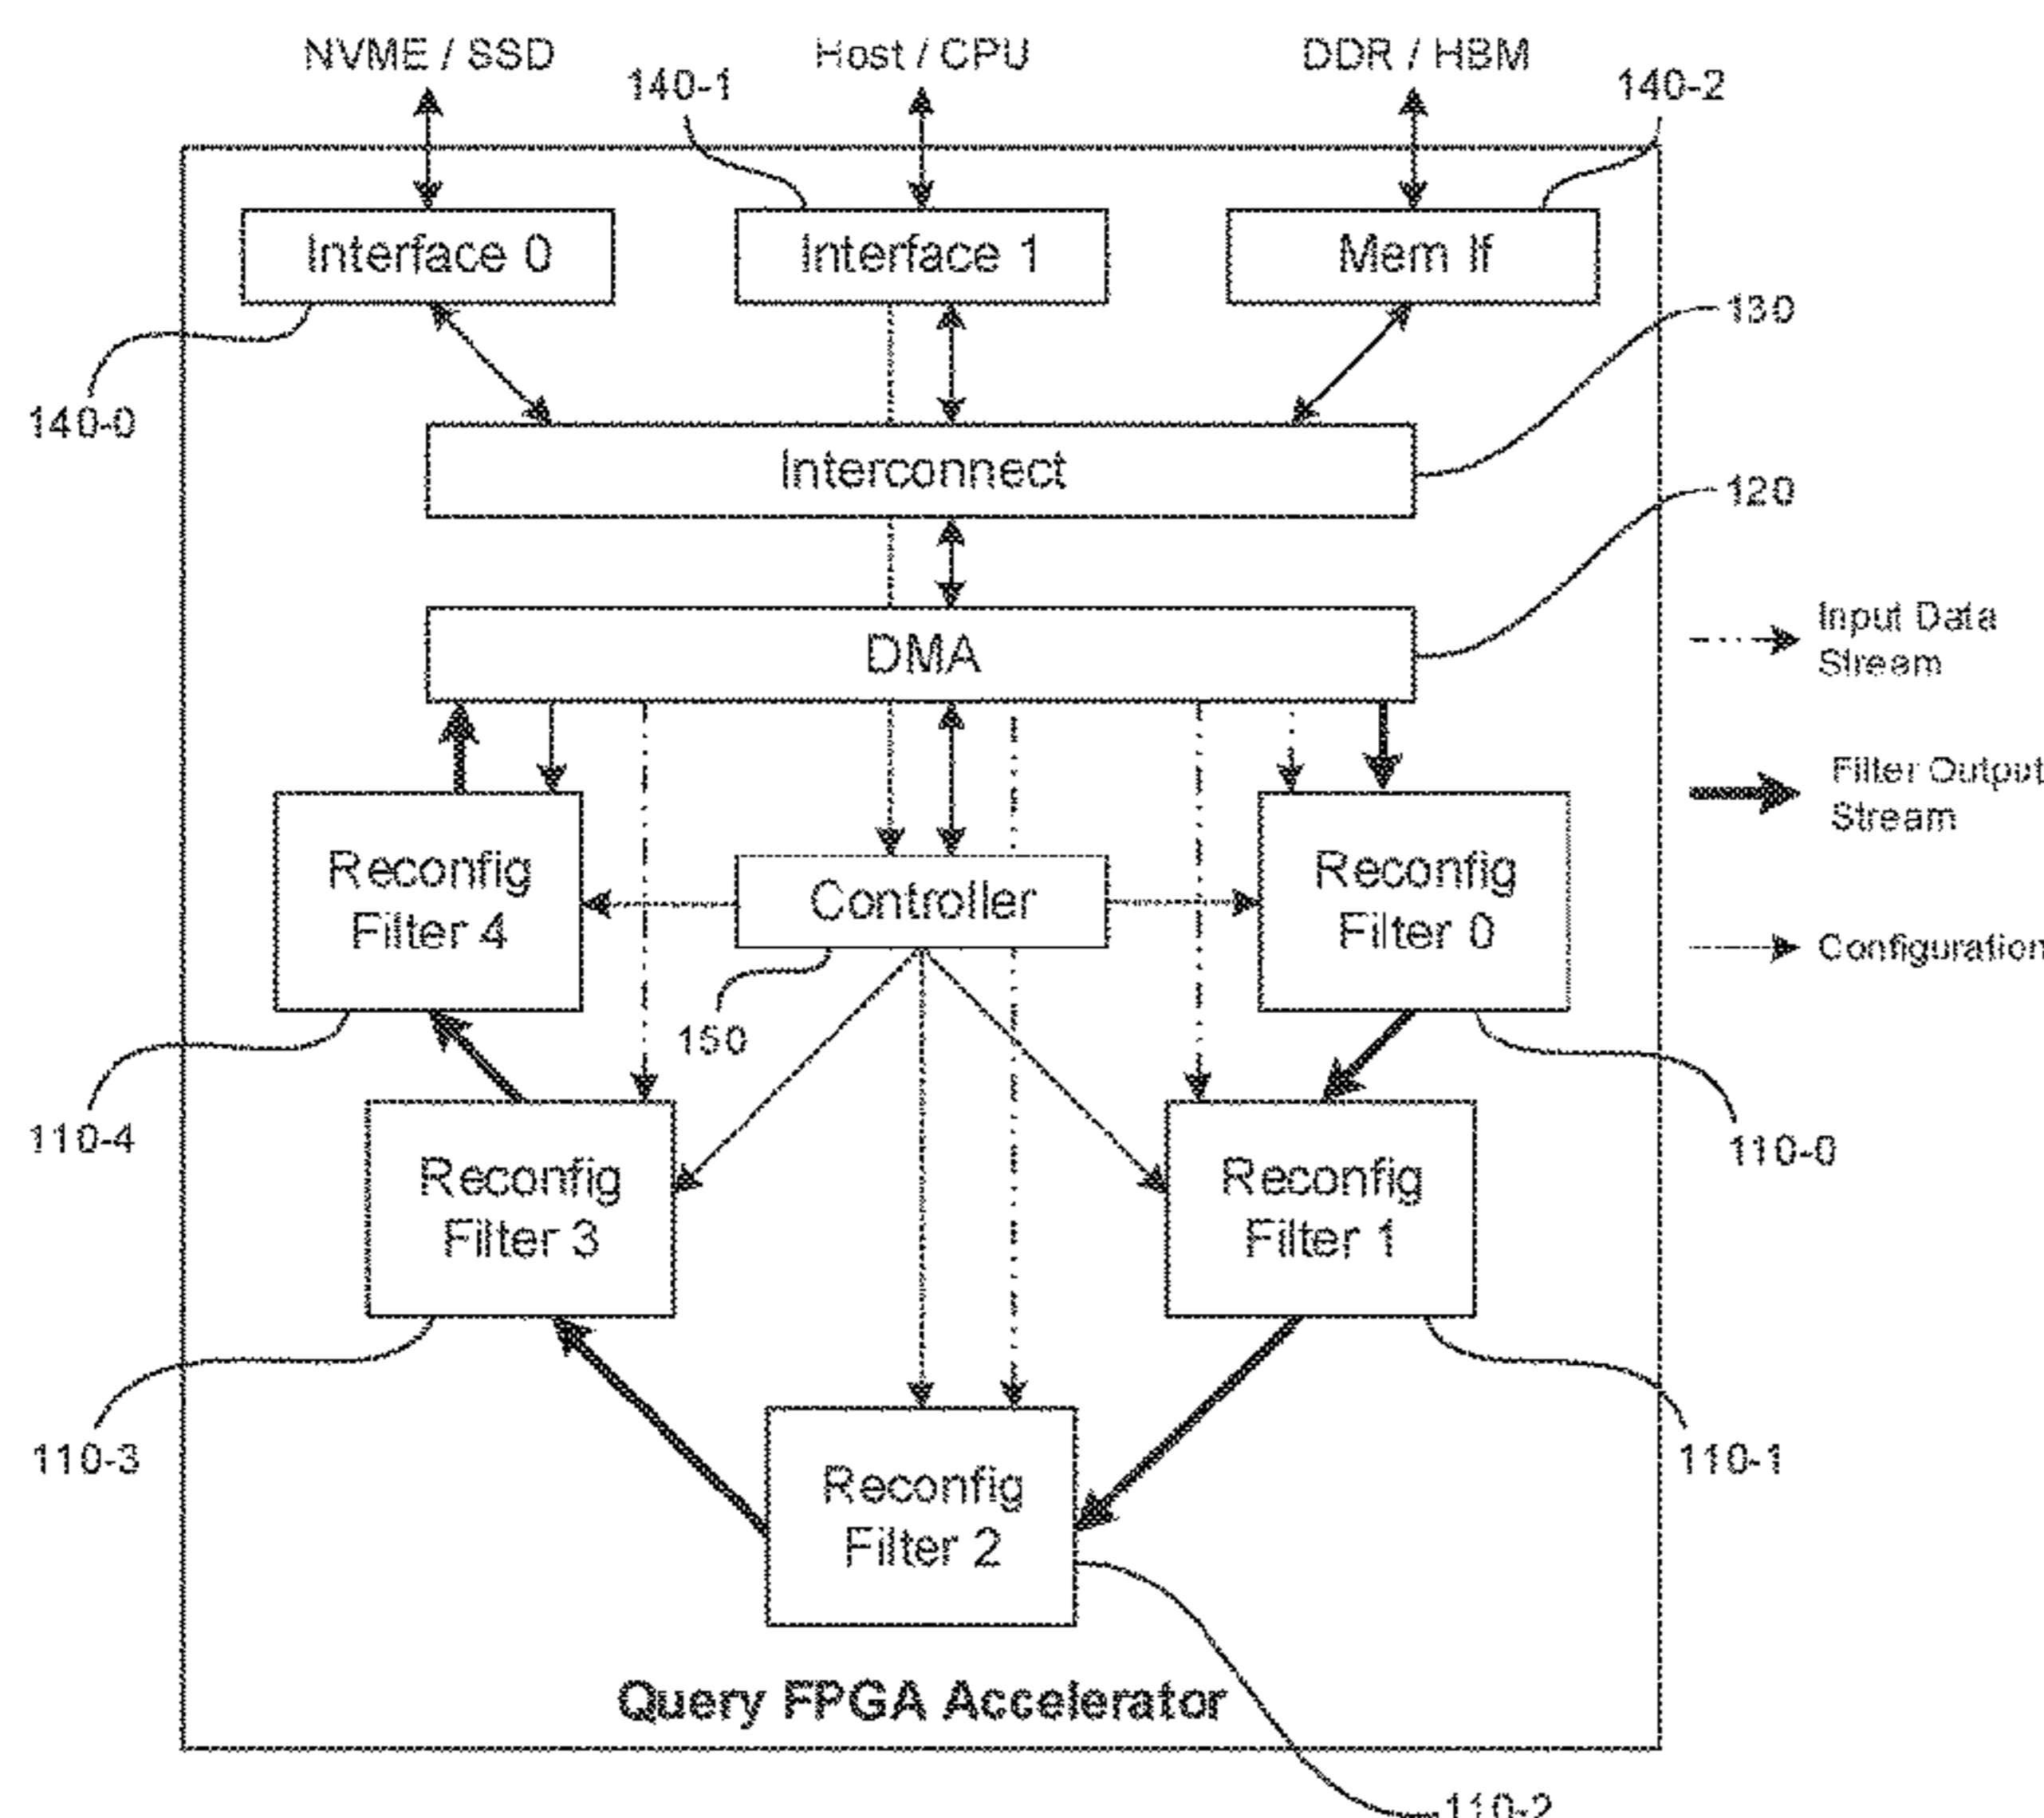 NVME / SSD
Host / CPU
DDR / HBM
140-1
140-2
Interface 0
Interface 1
Mem If
130
140-0
Interconnect
120
DMA
Input Data
Stream
Filter Output
Stream
Reconfig
Filter 4
Controller
Reconfig
Filter 0
Configuration
150
110-4
110-0
Reconfig
Filter 3
Reconfig
Filter 1
110-3
110-1
Reconfig
Filter 2
Query FPGA Accelerator
110-2